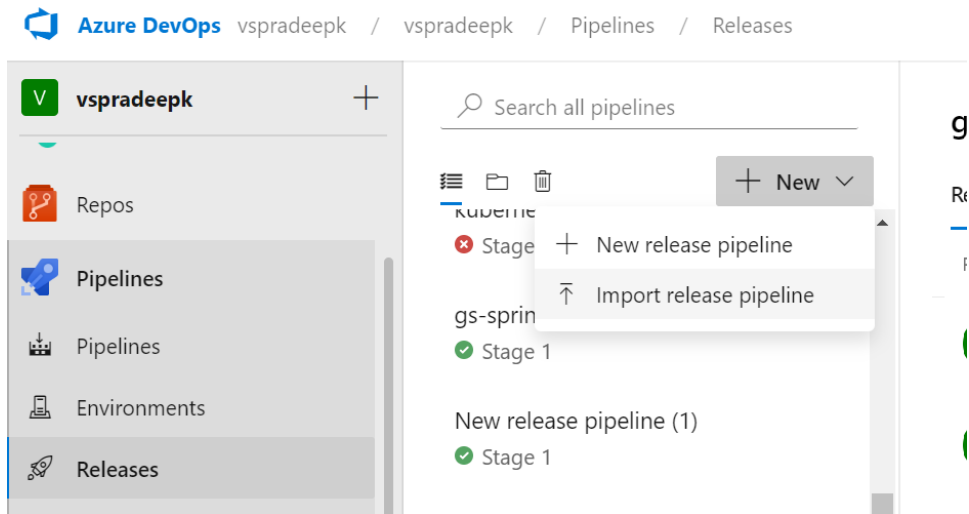 Azure DevOps vspradeepk / vspradeepk / Pipelines / Releases
V vspradeepk
Repos
Pipelines
Pipelines
Environments
Releases
Search all pipelines
New
Stage
New release pipeline
Import release pipeline
gs-sprin
Stage 1
New release pipeline (1)
Stage 1
g